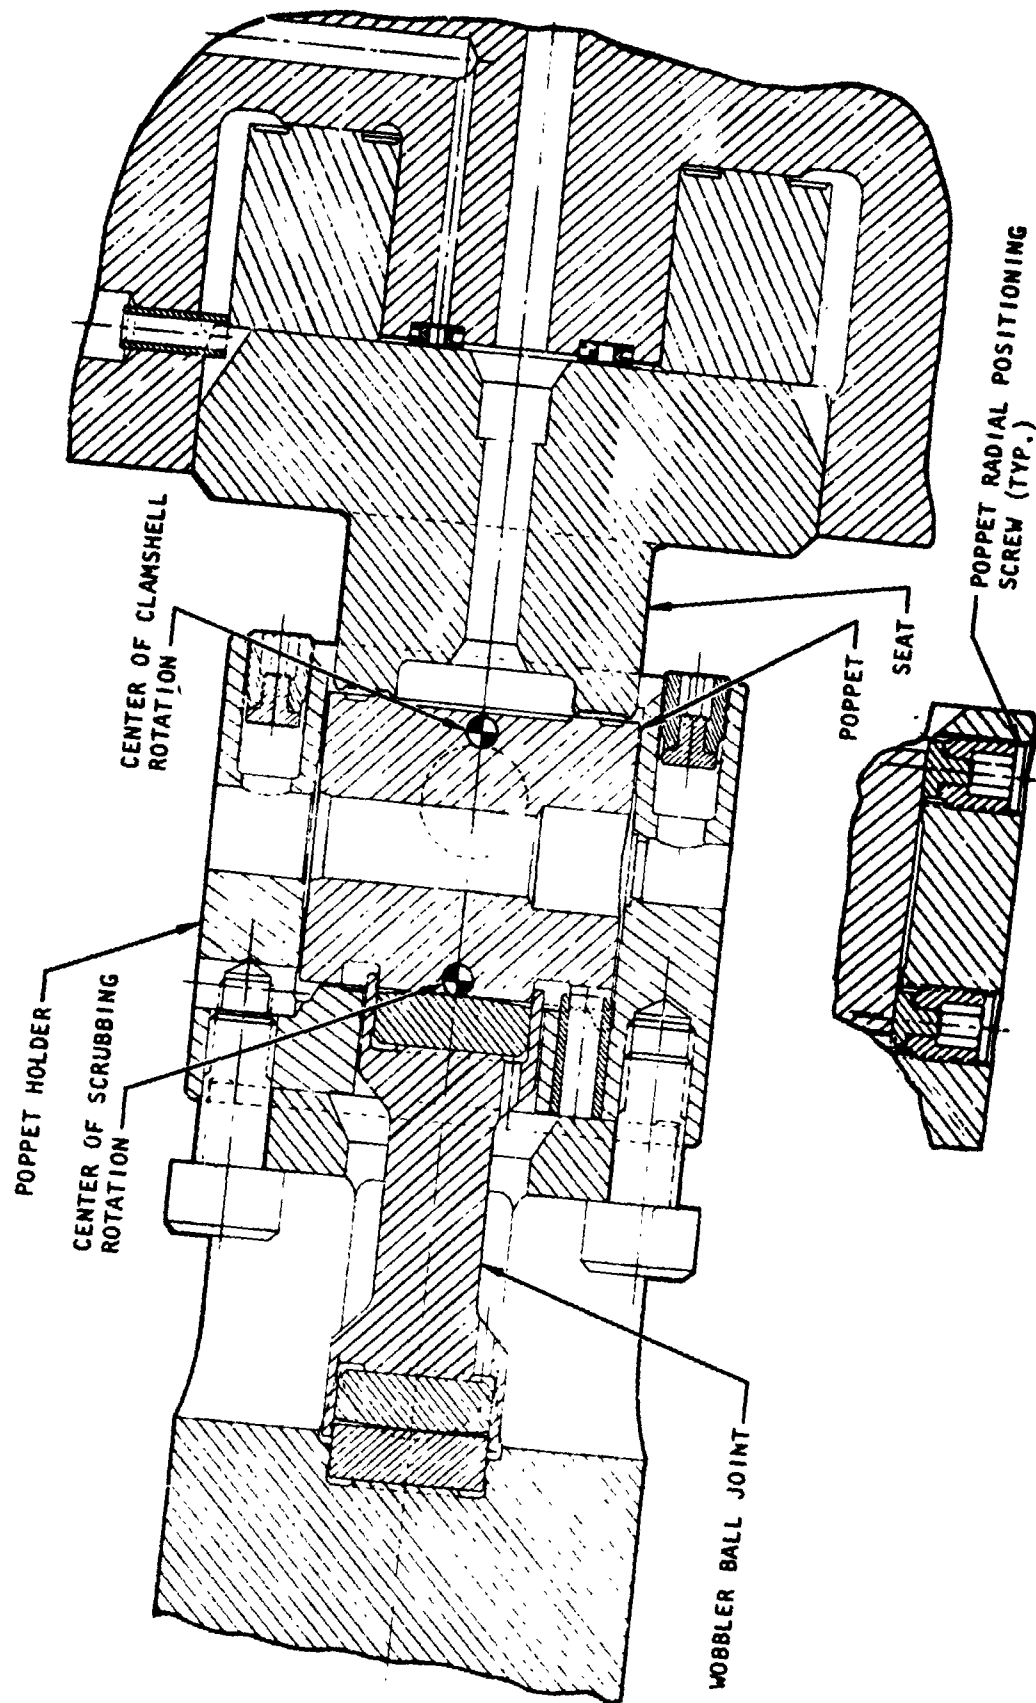 POPPET HOLDER
CENTER OF SCRUBBING
ROTATION
CENTER OF CLAMSHELL
ROTATION
WOBBLER BALL JOINT
POPPET
SEAT
POPPET RADIAL POSITIONING
SCREW (TYP.)